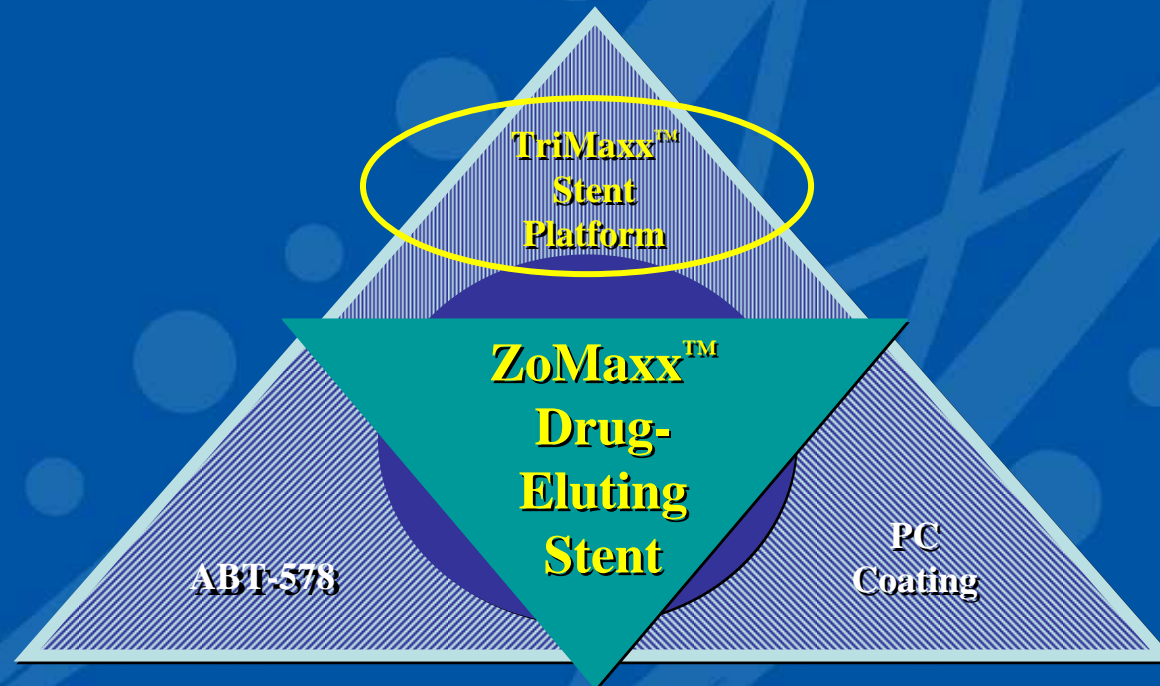 TriMaxx™
Stent
Platform
ZoMaxx™
Drug-
Eluting
Stent
ABT-578
PC
Coating